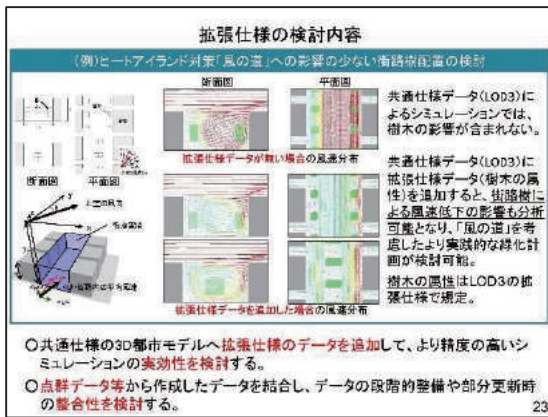 拡張仕様の検討内容
(例)ヒートアイランド対策「風の道」への影響の少ない街路樹配置の検討
断面図
平面図
拡張仕様データが無い場合の風速分布
断面図 平面図
上空の風向
拡張仕様データを追加した場合の風速分布
共通仕様データ(LOD3)に
よるシミュレーションでは、
樹木の影響が含まれない。
共通仕様データ(LOD3)に
拡張仕様データ(樹木の属
性)を追加すると、街路樹に
よる風速低下の影響も分析
可能となり、「風の道」を考
慮したより実践的な緑化計
画が検討可能。
樹木の属性はLOD3の拡
張仕様で規定。
○共通仕様の3D都市モデルへ拡張仕様のデータを追加して、より精度の高いシ
ミュレーションの実効性を検討する。
○点群データ等から作成したデータを結合し、データの段階的整備や部分更新時
の整合性を検討する。
23